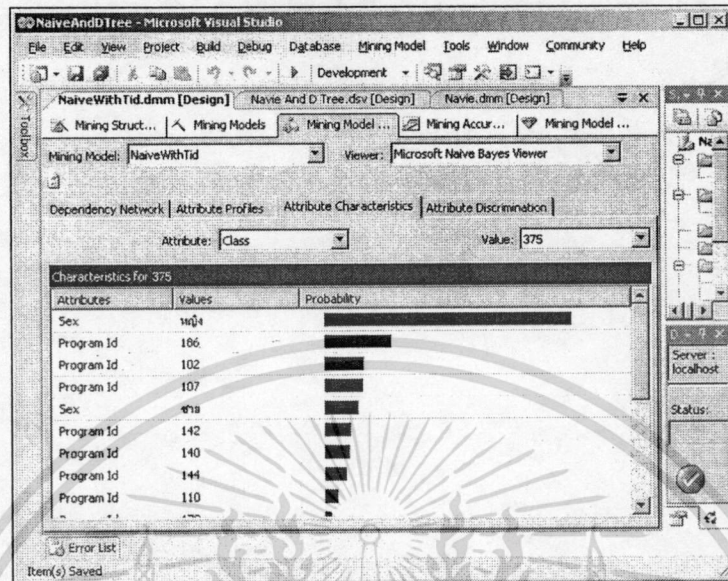 NaiveAndDTree - Microsoft Visual Studio
File Edit View Project Build Debug Database Mining Model Tools Window Community Help
Development
Toolbox
NaiveWithTid.dmm [Design] Navie And D Tree.dsv [Design] Navie.dmm [Design]
Mining Struct... Mining Models Mining Model ... Mining Accur... Mining Model ...
Mining Model: NaiveWithTid Viewer: Microsoft Naive Bayes Viewer
Dependency Network Attribute Profiles Attribute Characteristics Attribute Discrimination
Attribute: Class Value: 375
Characteristics for 375
Attributes Values Probability
Sex หญิง
Program Id 186
Program Id 102
Program Id 107
Sex ชาย
Program Id 142
Program Id 140
Program Id 144
Program Id 110
Server :
localhost
Status:
Error List
Item(s) Saved